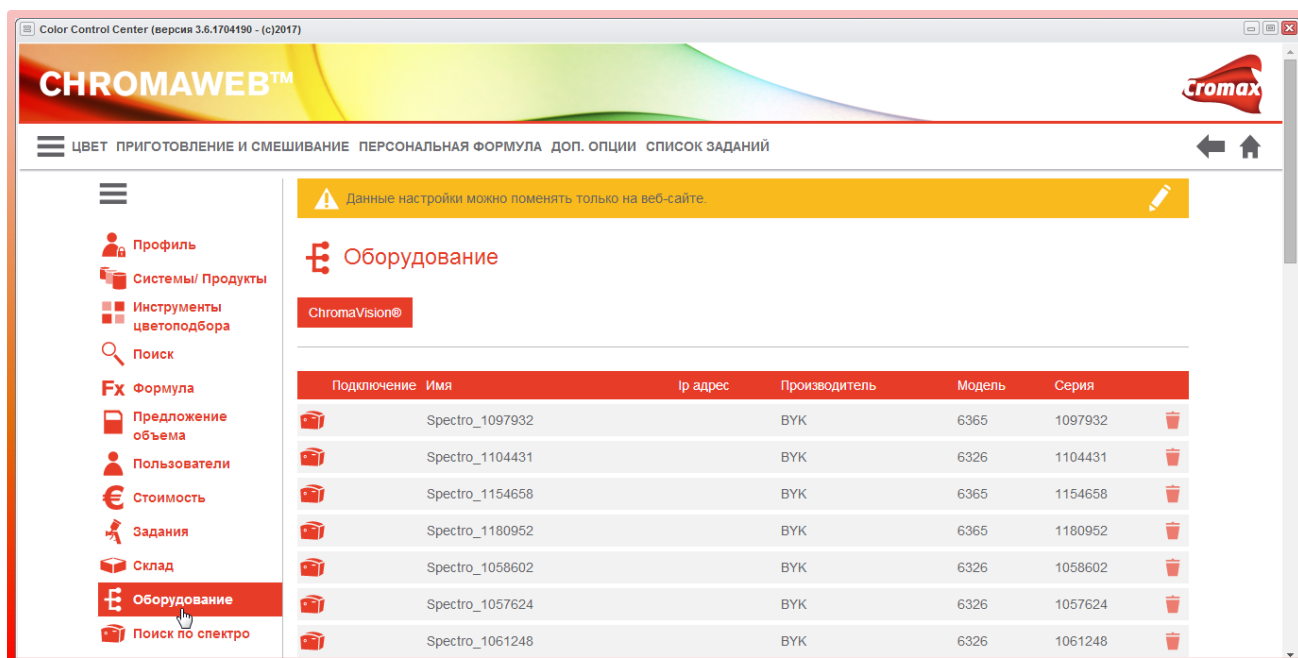 Color Control Center (версия 3.6.1704190 - (c)2017)
CHROMAWEB™
cromax
ЦВЕТ ПРИГОТОВЛЕНИЕ И СМЕШИВАНИЕ ПЕРСОНАЛЬНАЯ ФОРМУЛА ДОП. ОПЦИИ СПИСОК ЗАДАНИЙ
Профиль
Системы/ Продукты
Инструменты
цветоподбора
Поиск
Fx Формула
Предложение
объема
Пользователи
€ Стоимость
Задания
Склад
Оборудование
Поиск по спектро
Данные настройки можно поменять только на веб-сайте.
Оборудование
ChromaVision®
Подключение Имя Ip адрес Производитель Модель Серия
Spectro_1097932 BYK 6365 1097932
Spectro_1104431 BYK 6326 1104431
Spectro_1154658 BYK 6365 1154658
Spectro_1180952 BYK 6365 1180952
Spectro_1058602 BYK 6326 1058602
Spectro_1057624 BYK 6326 1057624
Spectro_1061248 BYK 6326 1061248